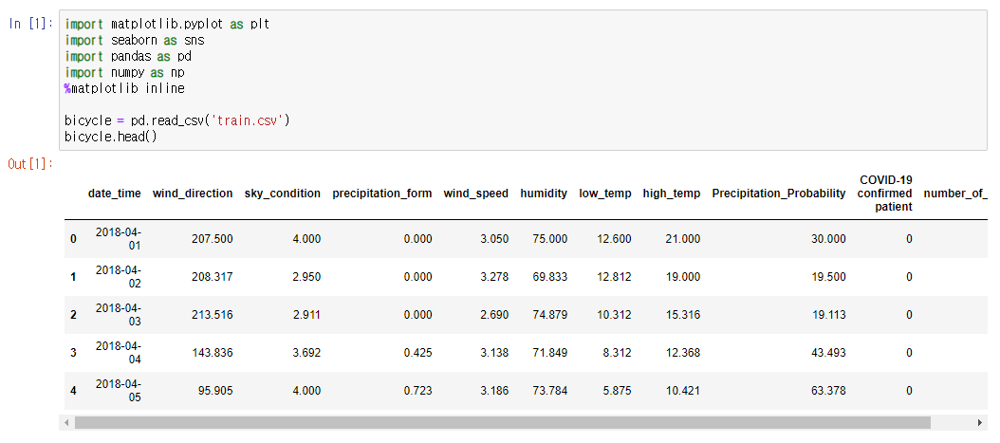 In [1]:
import matplotlib.pyplot as plt
import seaborn as sns
import pandas as pd
import numpy as np
%matplotlib inline
bicycle = pd.read_csv('train.csv')
bicycle.head()
Out[1]:
date_time wind_direction sky_condition precipitation_form wind_speed humidity low_temp high_temp Precipitation_Probability COVID-19 confirmed patient number_of_
0 2018-04-01 207.500 4.000 0.000 3.050 75.000 12.600 21.000 30.000 0
1 2018-04-02 208.317 2.950 0.000 3.278 69.833 12.812 19.000 19.500 0
2 2018-04-03 213.516 2.911 0.000 2.690 74.879 10.312 15.316 19.113 0
3 2018-04-04 143.836 3.692 0.425 3.138 71.849 8.312 12.368 43.493 0
4 2018-04-05 95.905 4.000 0.723 3.186 73.784 5.875 10.421 63.378 0